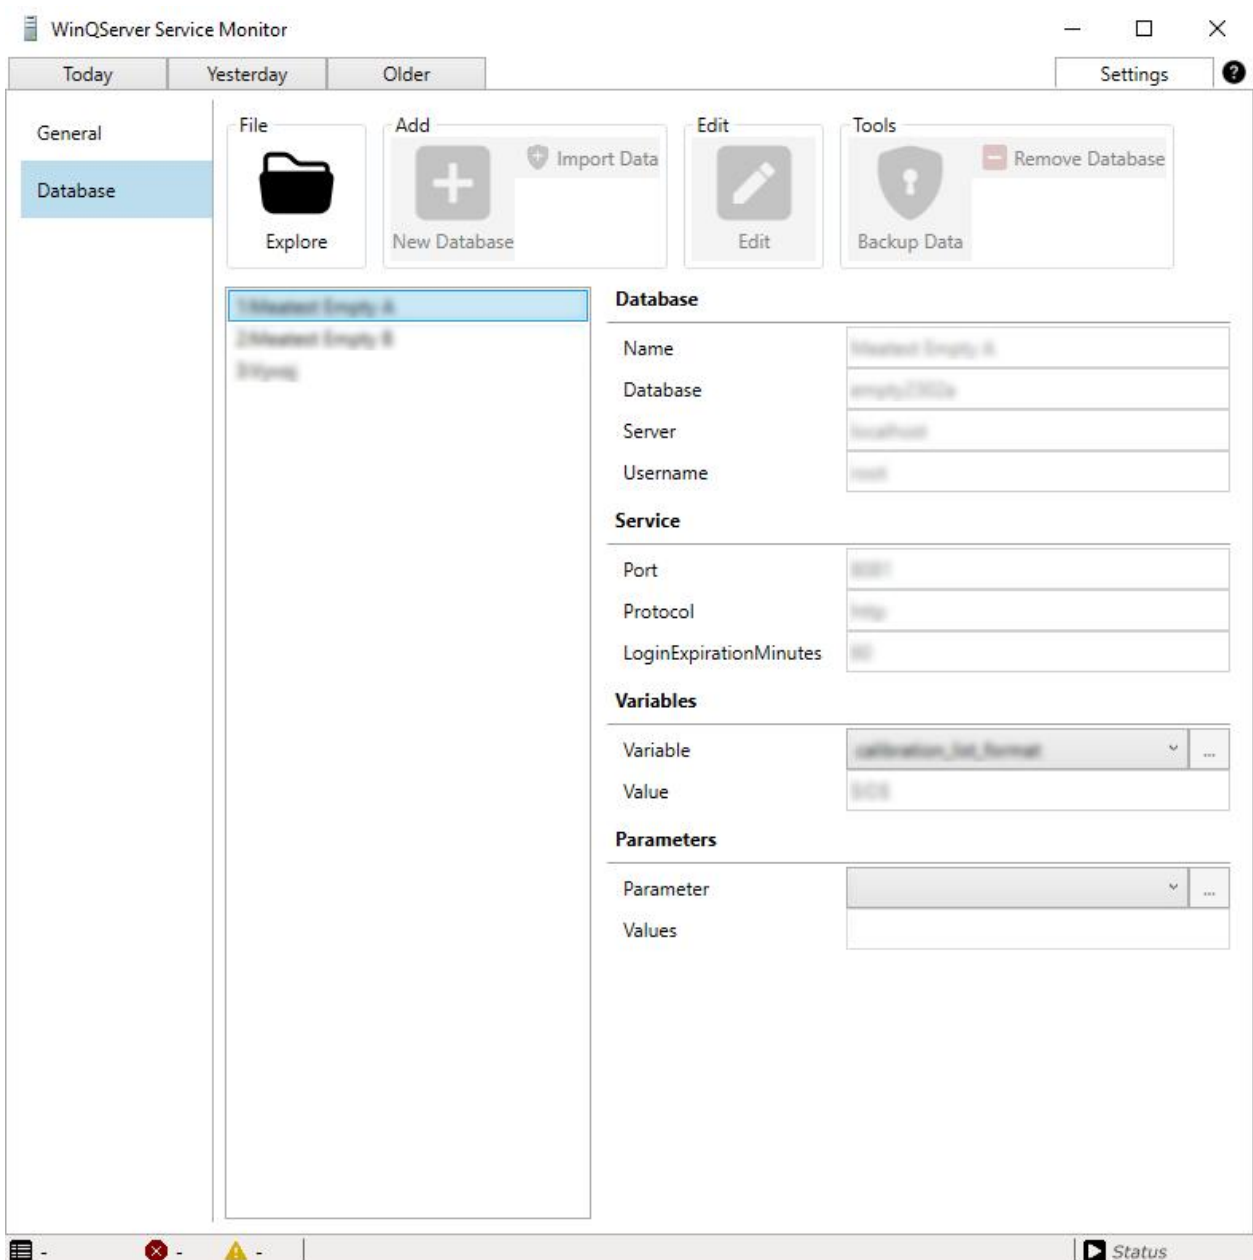 WinQServer Service Monitor
Today Yesterday Older Settings ?
General
Database
File Add Edit Tools
Import Data Remove Database
Explore New Database Edit Backup Data
Database
Name
Database
Server
Username
Service
Port
Protocol
LoginExpirationMinutes
Variables
Variable ...
Value
Parameters
Parameter ...
Values
- - - Status